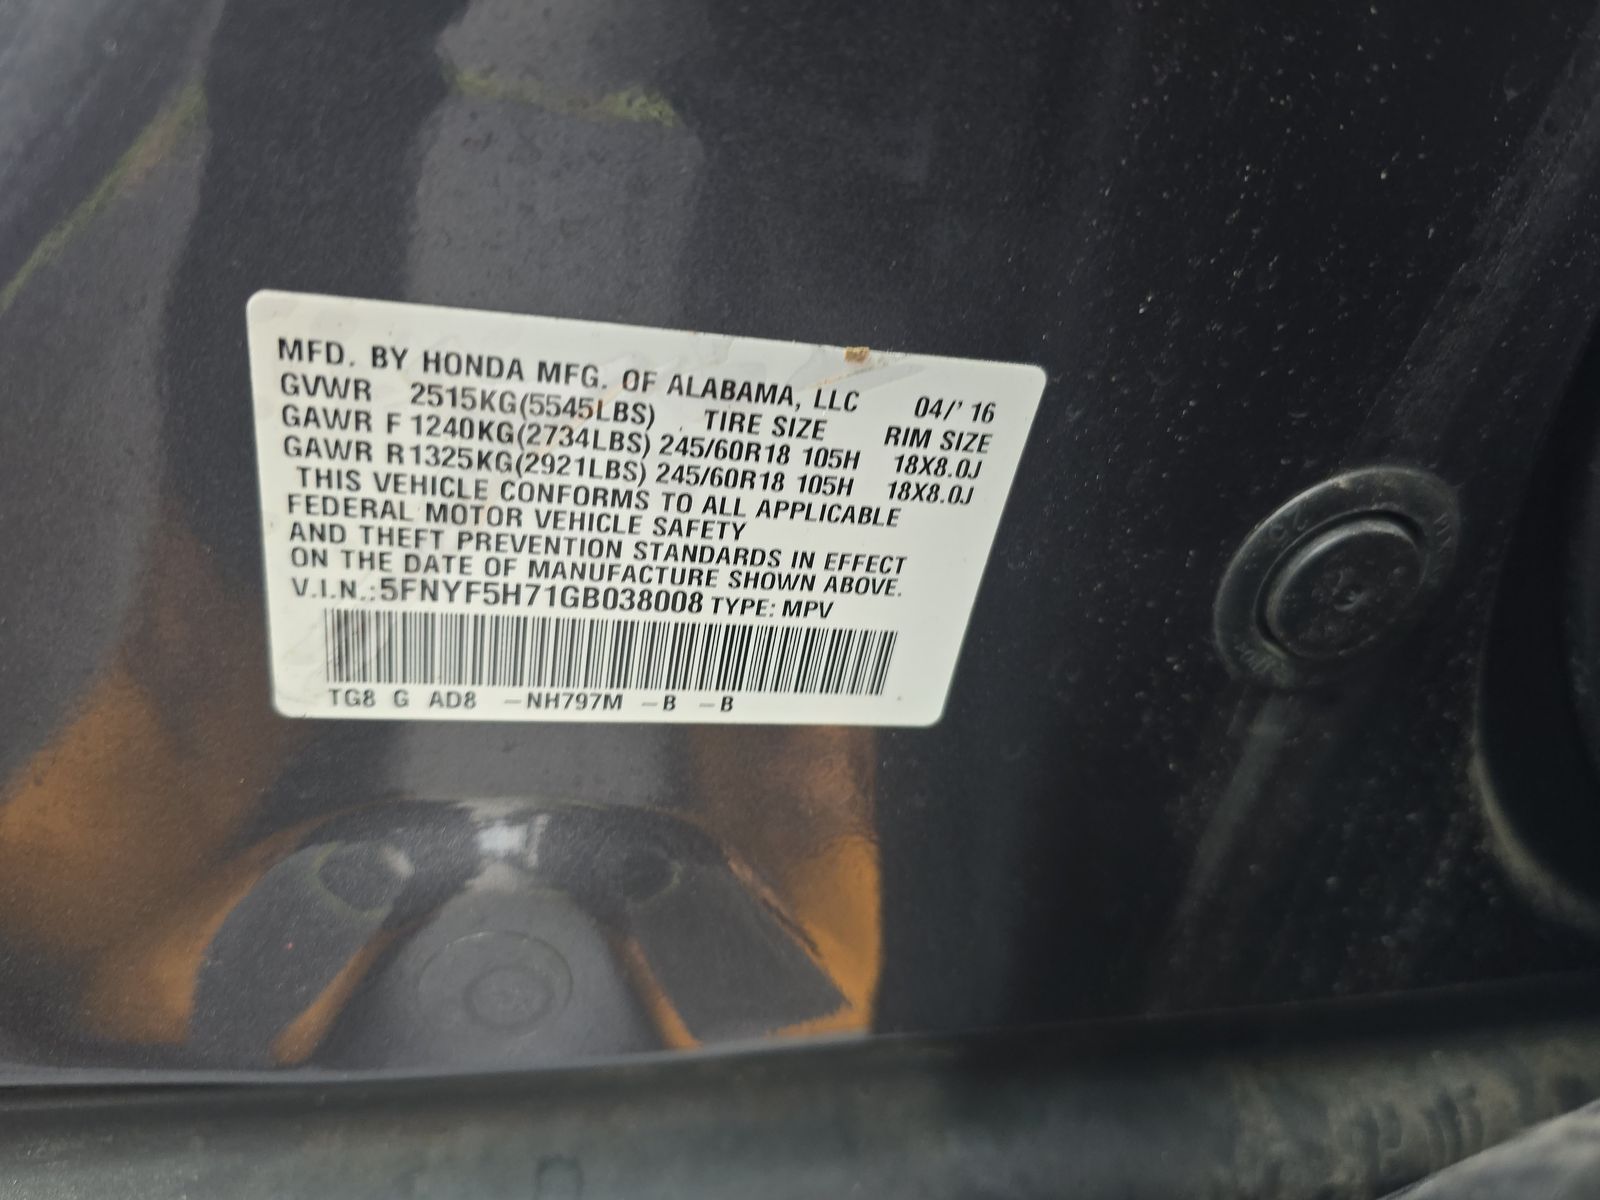 MFD. BY HONDA MFG. OF ALABAMA, LLC 04/'16
GVWR 2515KG(5545LBS) TIRE SIZE RIM SIZE
GAWR F 1240KG(2734LBS) 245/60R18 105H 18X8.0J
GAWR R 1325KG(2921LBS) 245/60R18 105H 18X8.0J
THIS VEHICLE CONFORMS TO ALL APPLICABLE
FEDERAL MOTOR VEHICLE SAFETY
AND THEFT PREVENTION STANDARDS IN EFFECT
ON THE DATE OF MANUFACTURE SHOWN ABOVE.
V.I.N.:5FNYF5H71GB038008 TYPE: MPV
TG8 G AD8 -NH797M -B -B